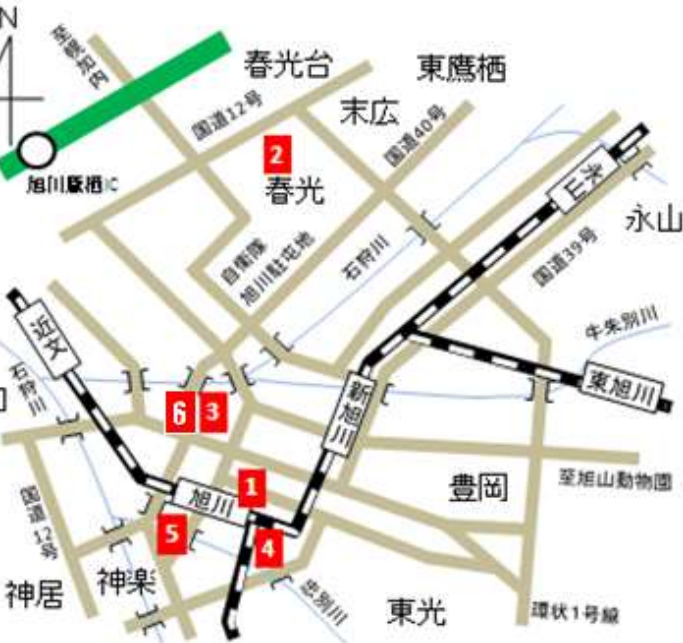 N
至幌加内
春光台
東鷹栖
国道12号
末広
国道40号
2
旭川鷹栖IC
春光
永山
永山
自衛隊
旭川駐屯地
石狩川
国道39号
近文
牛朱別川
石狩川
新旭川
東旭川
6
3
1
旭川
豊岡
至旭山動物園
国道
12号
5
4
神居
神楽
忠別川
東光
環状1号線